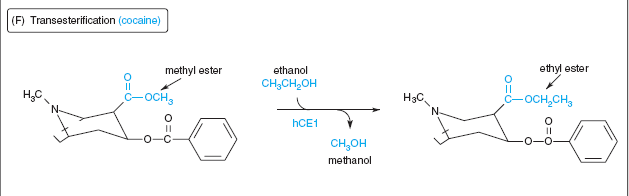 (F) Transesterification (cocaine)
methyl ester
ethanol
CH₃CH₂OH
ethyl ester
O
C–OCH₃
H₃C
N
O
O–C
hCE1
CH₃OH
methanol
O
C–OCH₂CH₃
H₃C
N
O
O–O